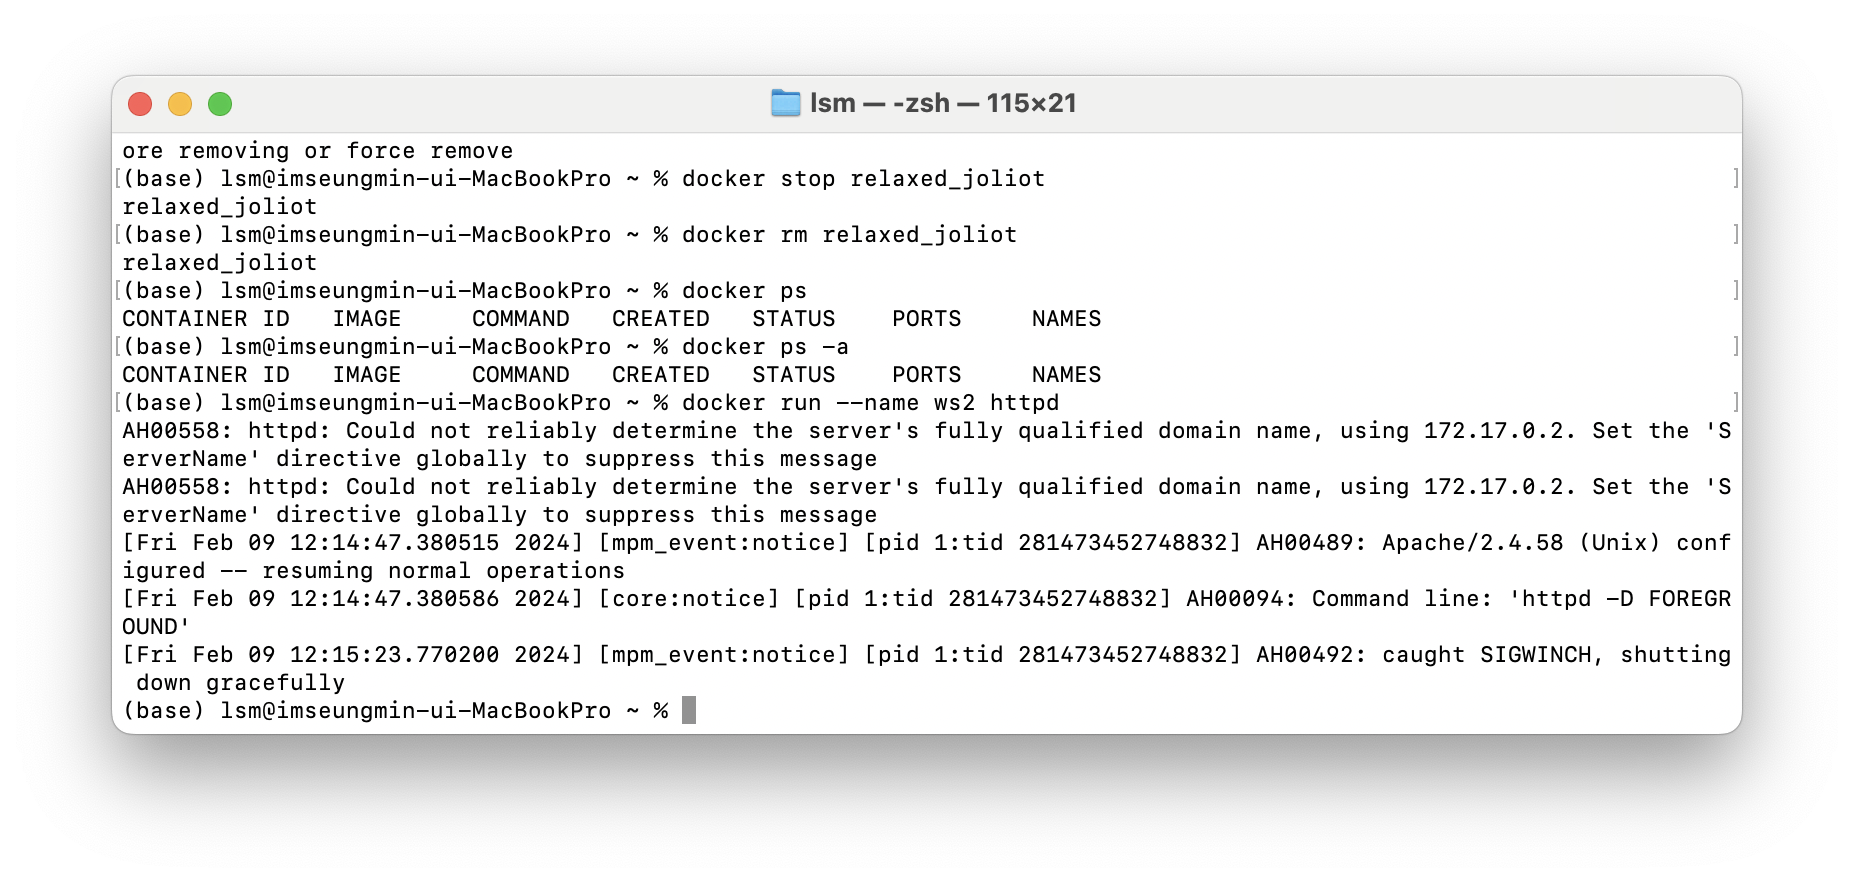 lsm — -zsh — 115×21
ore removing or force remove
[(base) lsm@imseungmin-ui-MacBookPro ~ % docker stop relaxed_joliot ]
relaxed_joliot
[(base) lsm@imseungmin-ui-MacBookPro ~ % docker rm relaxed_joliot ]
relaxed_joliot
[(base) lsm@imseungmin-ui-MacBookPro ~ % docker ps ]
CONTAINER ID   IMAGE     COMMAND   CREATED   STATUS    PORTS     NAMES
[(base) lsm@imseungmin-ui-MacBookPro ~ % docker ps -a ]
CONTAINER ID   IMAGE     COMMAND   CREATED   STATUS    PORTS     NAMES
[(base) lsm@imseungmin-ui-MacBookPro ~ % docker run --name ws2 httpd ]
AH00558: httpd: Could not reliably determine the server's fully qualified domain name, using 172.17.0.2. Set the 'S
erverName' directive globally to suppress this message
AH00558: httpd: Could not reliably determine the server's fully qualified domain name, using 172.17.0.2. Set the 'S
erverName' directive globally to suppress this message
[Fri Feb 09 12:14:47.380515 2024] [mpm_event:notice] [pid 1:tid 281473452748832] AH00489: Apache/2.4.58 (Unix) conf
igured -- resuming normal operations
[Fri Feb 09 12:14:47.380586 2024] [core:notice] [pid 1:tid 281473452748832] AH00094: Command line: 'httpd -D FOREGR
OUND'
[Fri Feb 09 12:15:23.770200 2024] [mpm_event:notice] [pid 1:tid 281473452748832] AH00492: caught SIGWINCH, shutting
 down gracefully
(base) lsm@imseungmin-ui-MacBookPro ~ %